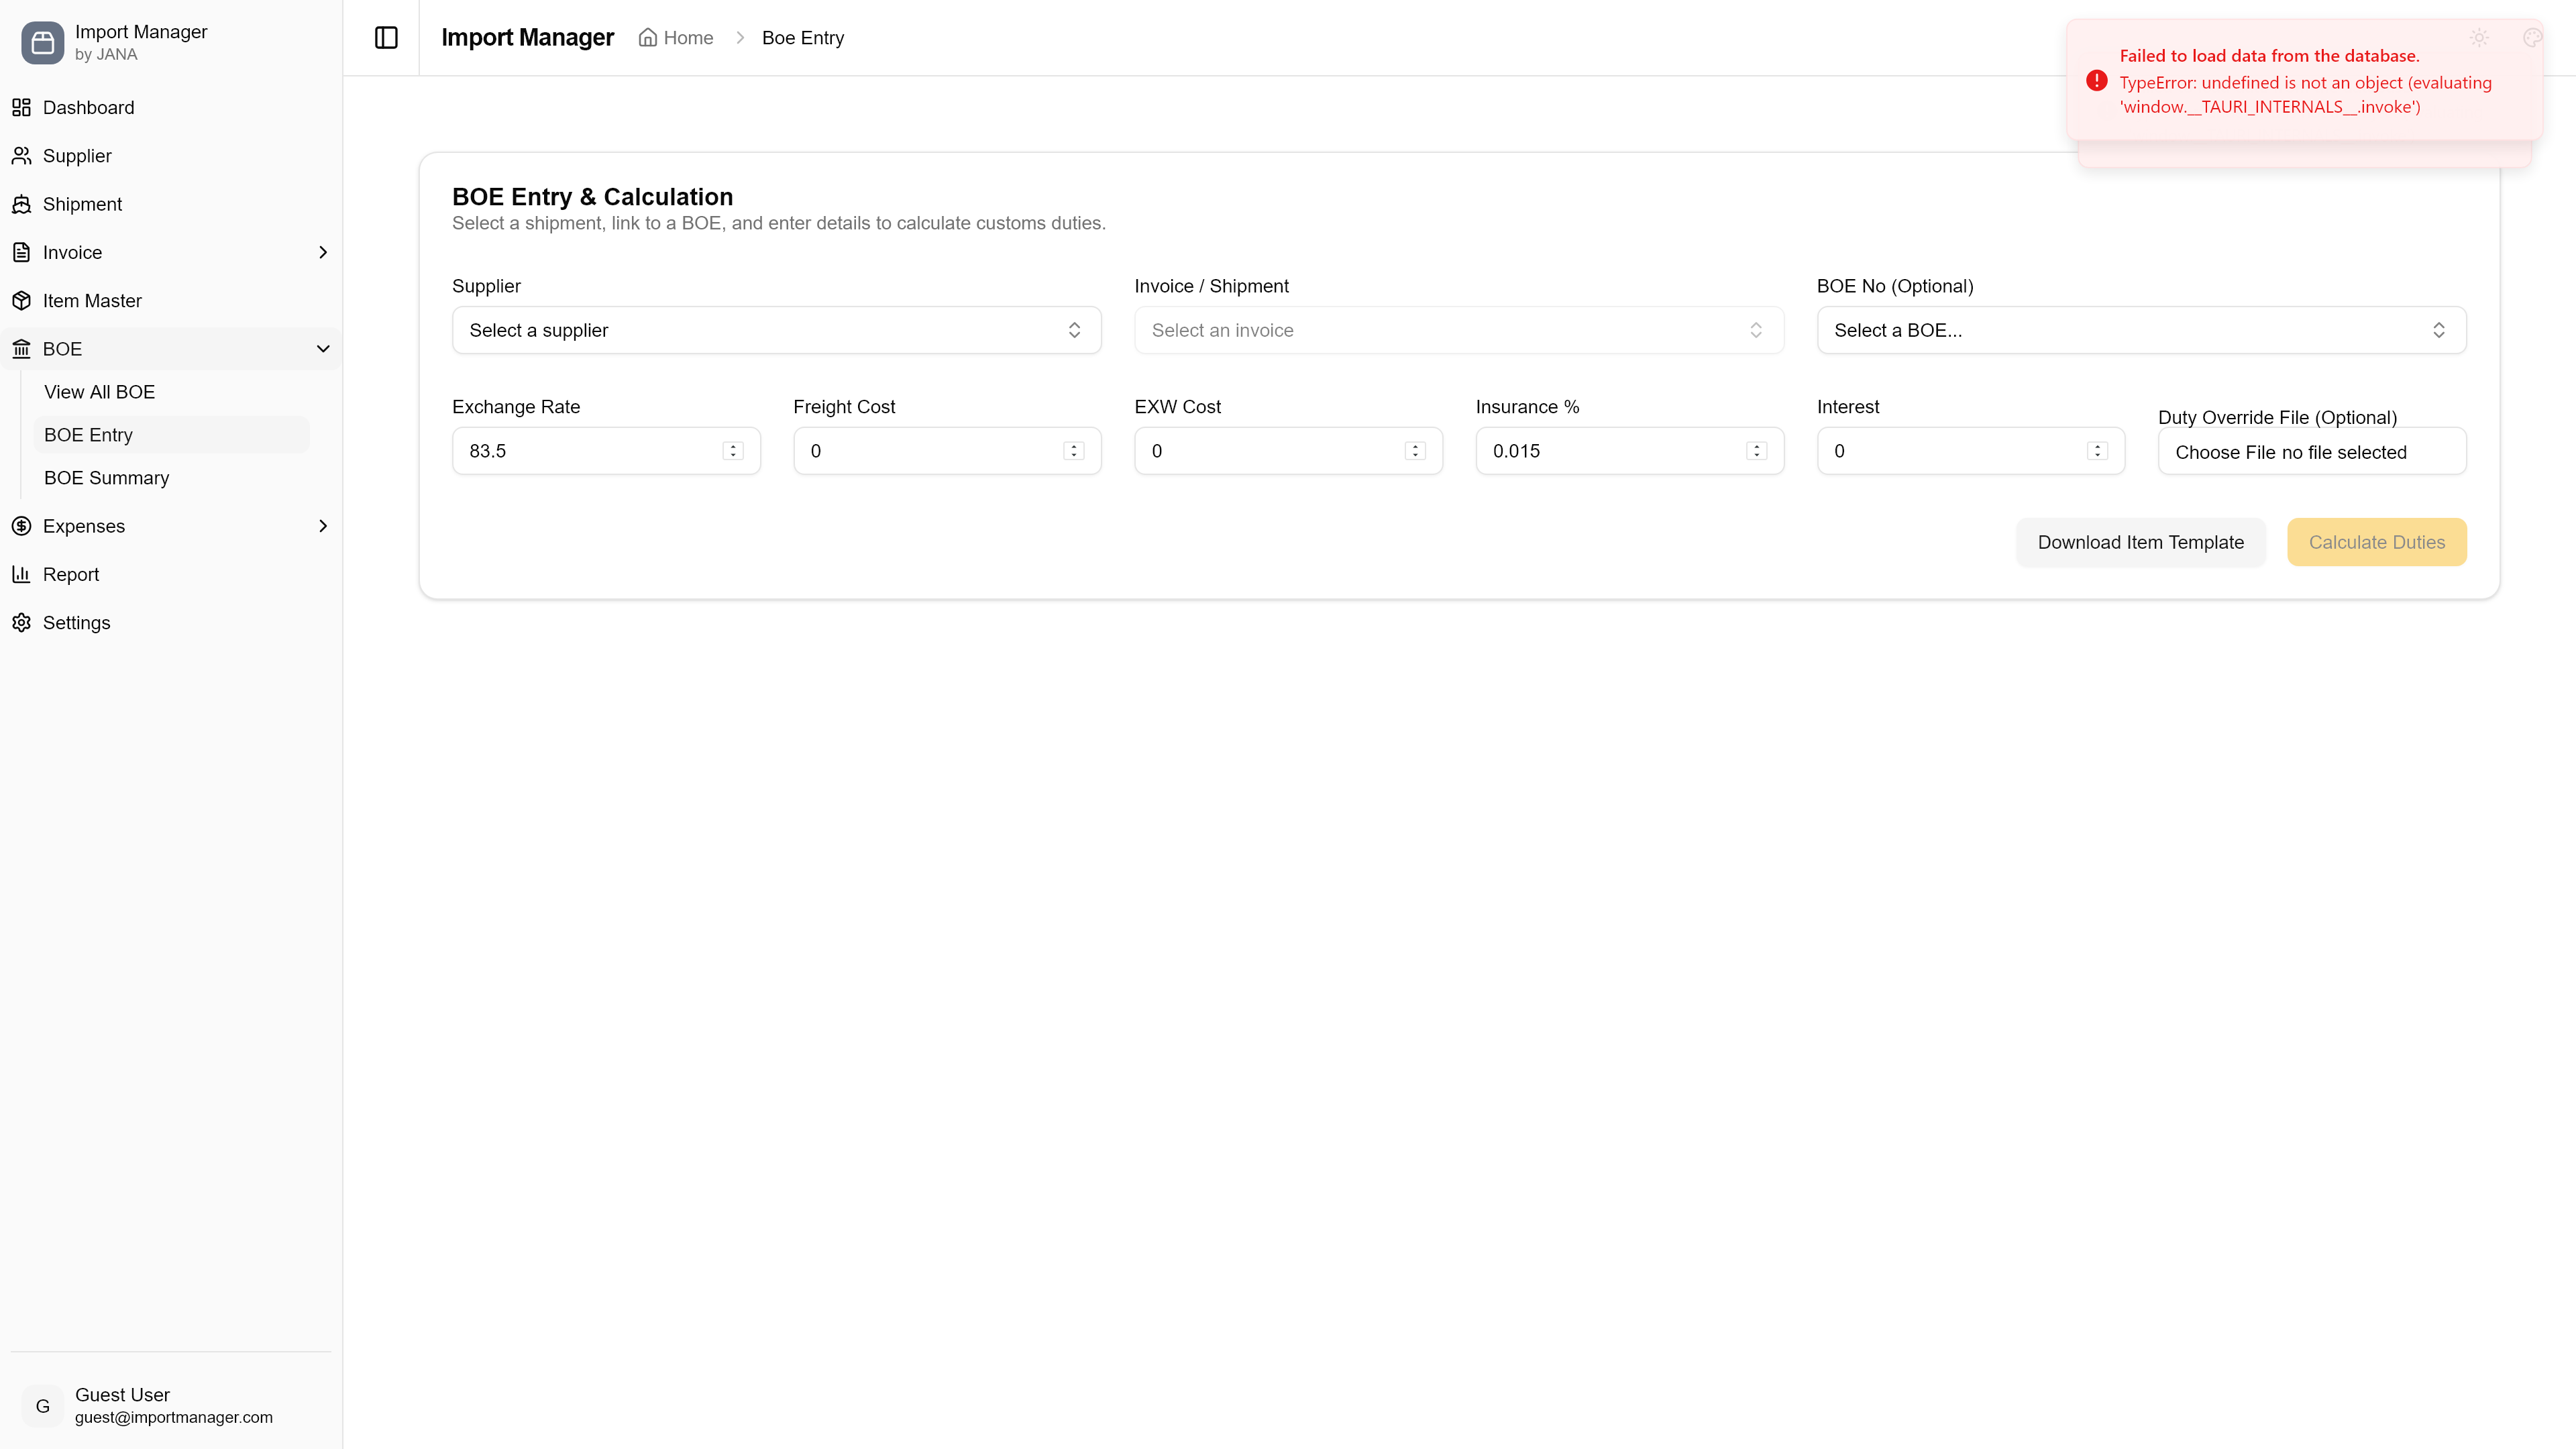 Import Manager
by JANA
Dashboard
Supplier
Shipment
Invoice
Item Master
BOE
View All BOE
BOE Entry
BOE Summary
Expenses
Report
Settings
G
Guest User
guest@importmanager.com
Import Manager
Home
Boe Entry
Failed to load data from the database.
TypeError: undefined is not an object (evaluating
'window.__TAURI_INTERNALS__.invoke')
BOE Entry & Calculation
Select a shipment, link to a BOE, and enter details to calculate customs duties.
Supplier
Select a supplier
Invoice / Shipment
Select an invoice
BOE No (Optional)
Select a BOE...
Exchange Rate
83.5
Freight Cost
0
EXW Cost
0
Insurance %
0.015
Interest
0
Duty Override File (Optional)
Choose File no file selected
Download Item Template
Calculate Duties